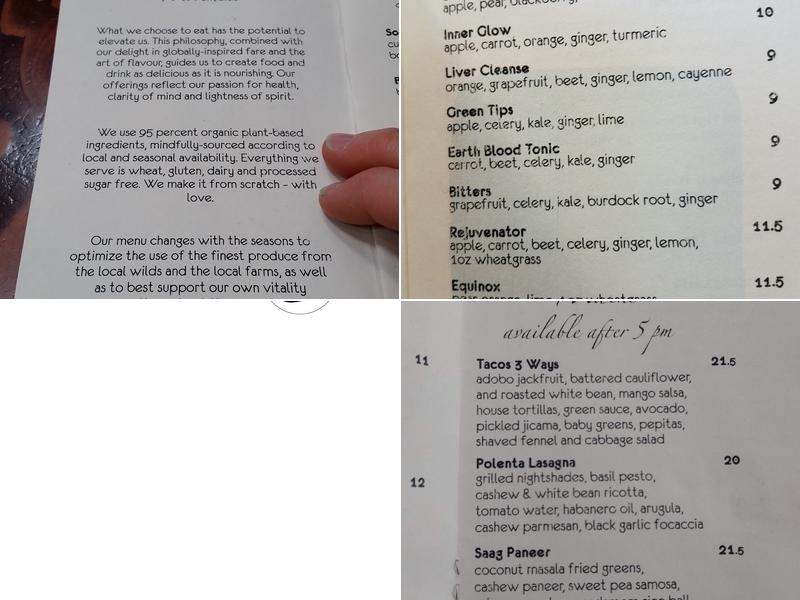 What we choose to eat has the potential to
elevate us. This philosophy, combined with
our delight in globally-inspired fare and the
art of flavour, guides us to create food and
drink as delicious as it is nourishing. Our
offerings reflect our passion for health,
clarity of mind and lightness of spirit.
We use 95 percent organic plant-based
ingredients, mindfully-sourced according to
local and seasonal availability. Everything we
serve is wheat, gluten, dairy and processed
sugar free. We make it from scratch - with
love.
Our menu changes with the seasons to
optimize the use of the finest produce from
the local wilds and the local farms, as well
as to best support our own vitality
apple, pear,
Inner Glow 10
apple, carrot, orange, ginger, turmeric
Liver Cleanse 9
orange, grapefruit, beet, ginger, lemon, cayenne
Green Tips 9
apple, celery, kale, ginger, lime
Earth Blood Tonic 9
carrot, beet, celery, kale, ginger
Bitters 9
grapefruit, celery, kale, burdock root, ginger
Rejuvenator 11.5
apple, carrot, beet, celery, ginger, lemon,
1oz wheatgrass
Equinox 11.5
available after 5 pm
11
Tacos 3 Ways 21.5
adobo jackfruit, battered cauliflower,
and roasted white bean, mango salsa,
house tortillas, green sauce, avocado,
pickled jicama, baby greens, pepitas,
shaved fennel and cabbage salad
12
Polenta Lasagna 20
grilled nightshades, basil pesto,
cashew & white bean ricotta,
tomato water, habanero oil, arugula,
cashew parmesan, black garlic focaccia
Saag Paneer 21.5
coconut masala fried greens,
cashew paneer, sweet pea samosa,